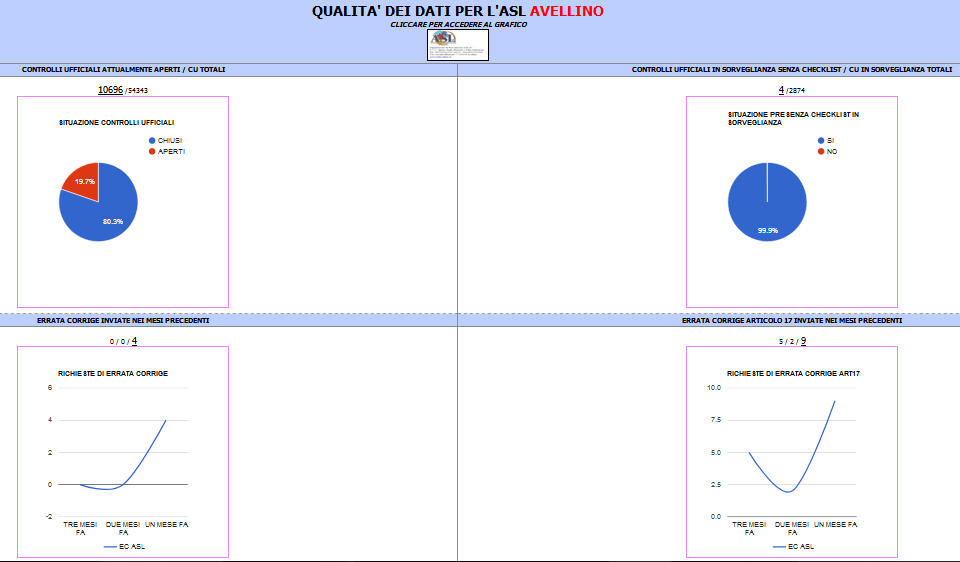 QUALITA' DEI DATI PER L'ASL AVELLINO
CLICCARE PER ACCEDERE AL GRAFICO
ASL
CONTROLLI UFFICIALI ATTUALMENTE APERTI / CU TOTALI
10696 /54343
SITUAZIONE CONTROLLI UFFICIALI
CHIUSI
APERTI
19.7%
80.3%
CONTROLLI UFFICIALI IN SORVEGLIANZA SENZA CHECKLIST / CU IN SORVEGLIANZA TOTALI
4 /2874
SITUAZIONE PRESENZA CHECKLIST IN
SORVEGLIANZA
SI
NO
99.9%
ERRATA CORRIGE INVIATE NEI MESI PRECEDENTI
0 / 0 / 4
RICHIESTE DI ERRATA CORRIGE
6
4
2
0
-2
TRE MESI FA
DUE MESI FA
UN MESE FA
EC ASL
ERRATA CORRIGE ARTICOLO 17 INVIATE NEI MESI PRECEDENTI
5 / 2 / 9
RICHIESTE DI ERRATA CORRIGE ART17
10.0
7.5
5.0
2.5
0.0
TRE MESI FA
DUE MESI FA
UN MESE FA
EC ASL